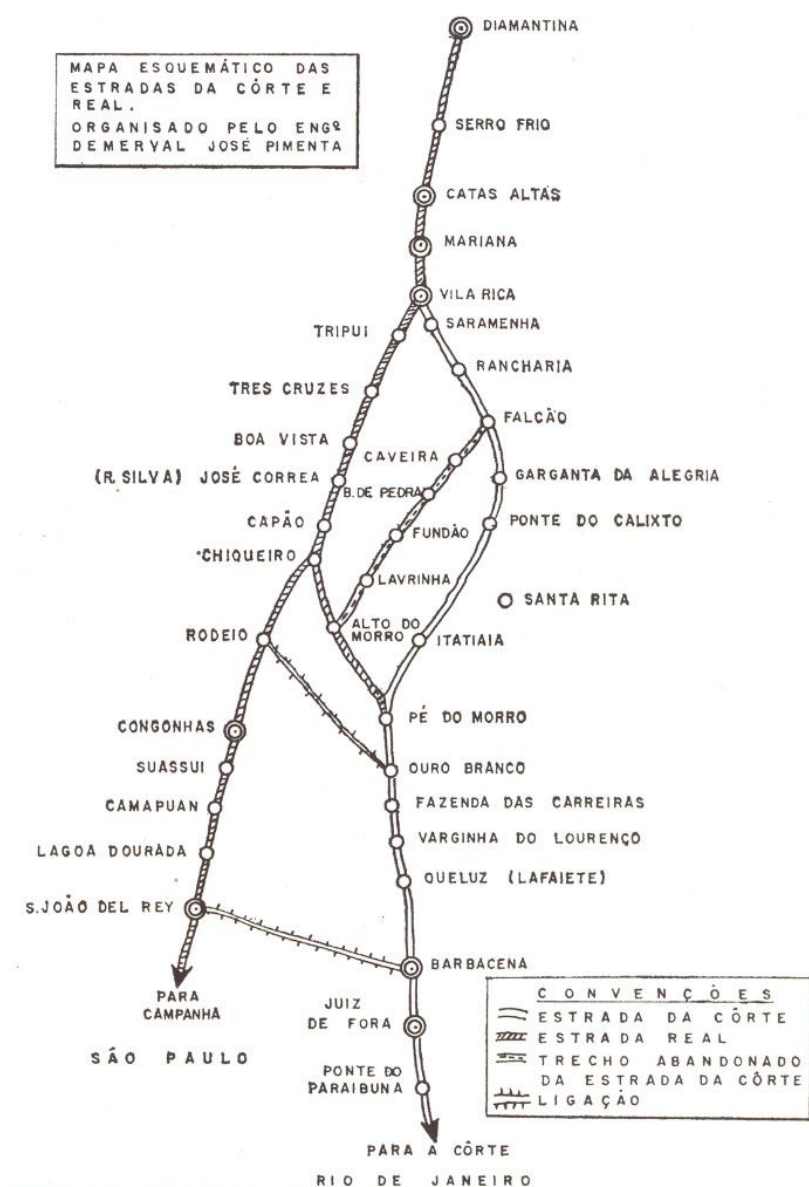 MAPA ESQUEMÁTICO DAS
ESTRADAS DA CÔRTE E
REAL.
ORGANISADO PELO ENGº
DEMERVAL JOSÉ PIMENTA
DIAMANTINA
SERRO FRIO
CATAS ALTAS
MARIANA
VILA RICA
SARAMENHA
TRIPUI
RANCHARIA
TRES CRUZES
FALCÃO
BOA VISTA
CAVEIRA
(R. SILVA) JOSÉ CORREA
GARGANTA DA ALEGRIA
B. DE PEDRA
CAPÃO
FUNDÃO
PONTE DO CALIXTO
CHIQUEIRO
LAVRINHA
SANTA RITA
RODEIO
ALTO DO
MORRO
ITATIAIA
PÉ DO MORRO
CONGONHAS
SUASSUI
OURO BRANCO
CAMAPUAN
FAZENDA DAS CARREIRAS
VARGINHA DO LOURENÇO
LAGOA DOURADA
QUELUZ (LAFAIETE)
S. JOÃO DEL REY
BARBACENA
PARA
CAMPANHA
SÃO PAULO
JUIZ
DE FORA
PONTE DO
PARAIBUNA
PARA A CÔRTE
RIO DE JANEIRO
CONVENÇÕES
ESTRADA DA CÔRTE
ESTRADA REAL
TRECHO ABANDONADO
DA ESTRADA DA CÔRTE
LIGAÇÃO